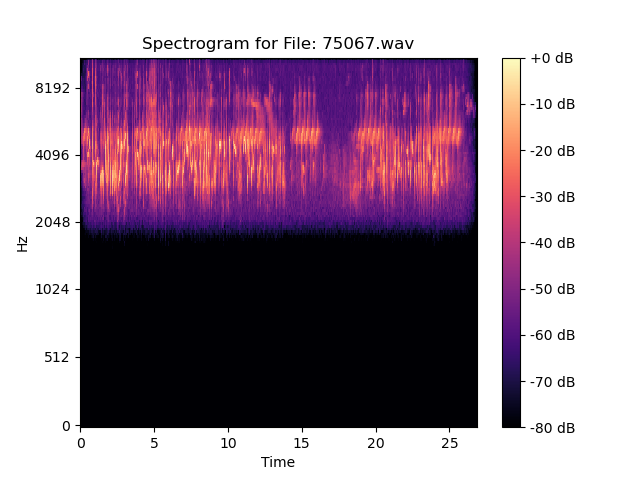 Spectrogram for File: 75067.wav
+0 dB
8192
-10 dB
-20 dB
4096
-30 dB
2048
-40 dB
Hz
1024
-50 dB
-60 dB
512
-70 dB
0
-80 dB
0 5 10 15 20 25
Time